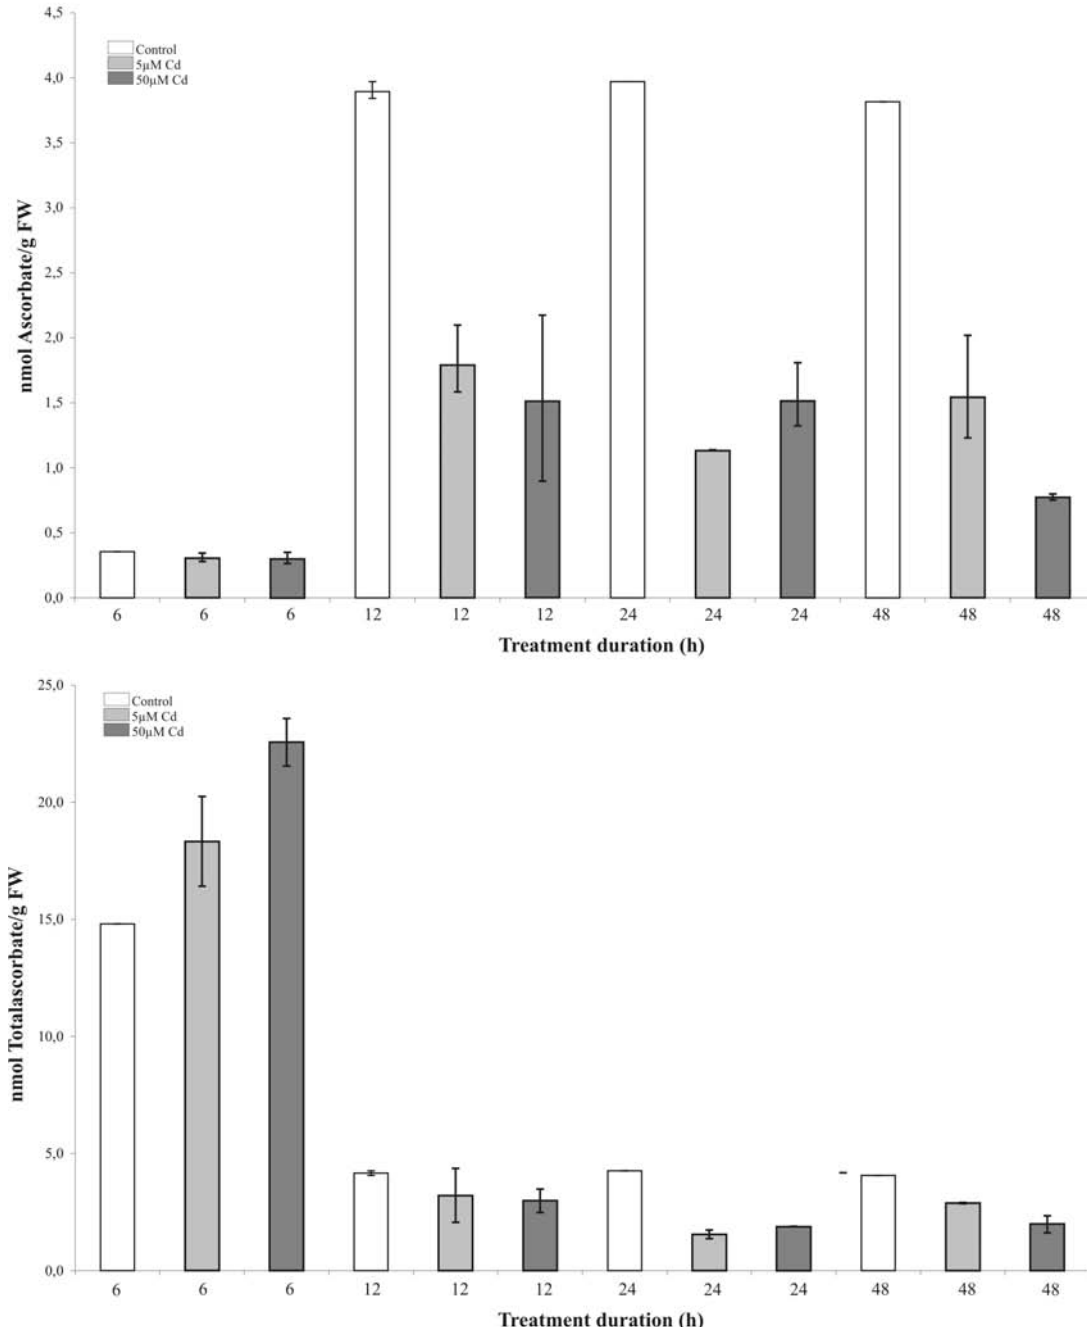 4,5
Control
5µM Cd
50µM Cd
4,0
3,5
3,0
2,5
2,0
1,5
1,0
0,5
0,0
nmol Ascorbate/g FW
6 6 6 12 12 12 24 24 24 48 48 48
Treatment duration (h)
25,0
Control
5µM Cd
50µM Cd
20,0
15,0
10,0
5,0
0,0
nmol Totalascorbate/g FW
6 6 6 12 12 12 24 24 24 48 48 48
Treatment duration (h)